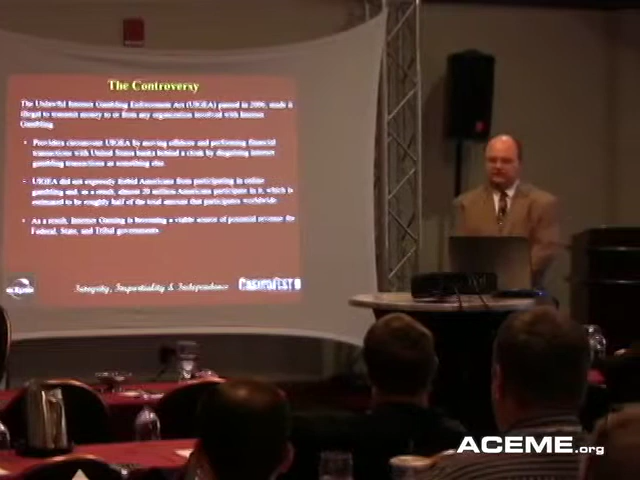 The Controversy
The Unlawful Internet Gambling Enforcement Act (UIGEA) passed in 2006, made it
illegal to transmit money to or from any organization involved with Internet
Gambling.
• Providers circumvent UIGEA by moving offshore and performing financial
transactions with United States banks behind a cloak by disguising Internet
gambling transactions as something else.
• UIGEA did not expressly forbid Americans from participating in online
gambling and, as a result, almost 20 million Americans participate in it, which is
estimated to be roughly half of the total amount that participates worldwide.
• As a result, Internet Gaming is becoming a viable source of potential revenue for
Federal, State, and Tribal governments
Integrity, Impartiality & Independence
CasinoFest 8
ACEME.org